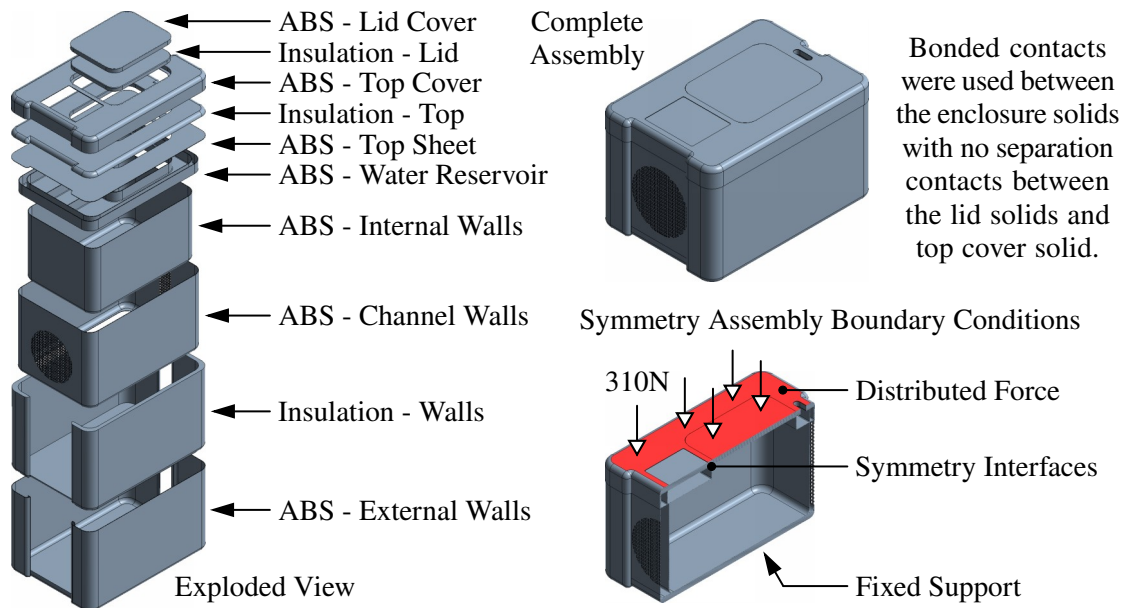 ABS - Lid Cover
Insulation - Lid
ABS - Top Cover
Insulation - Top
ABS - Top Sheet
ABS - Water Reservoir
ABS - Internal Walls
ABS - Channel Walls
Insulation - Walls
ABS - External Walls
Exploded View
Complete
Assembly
Bonded contacts
were used between
the enclosure solids
with no separation
contacts between
the lid solids and
top cover solid.
Symmetry Assembly Boundary Conditions
310N
Distributed Force
Symmetry Interfaces
Fixed Support